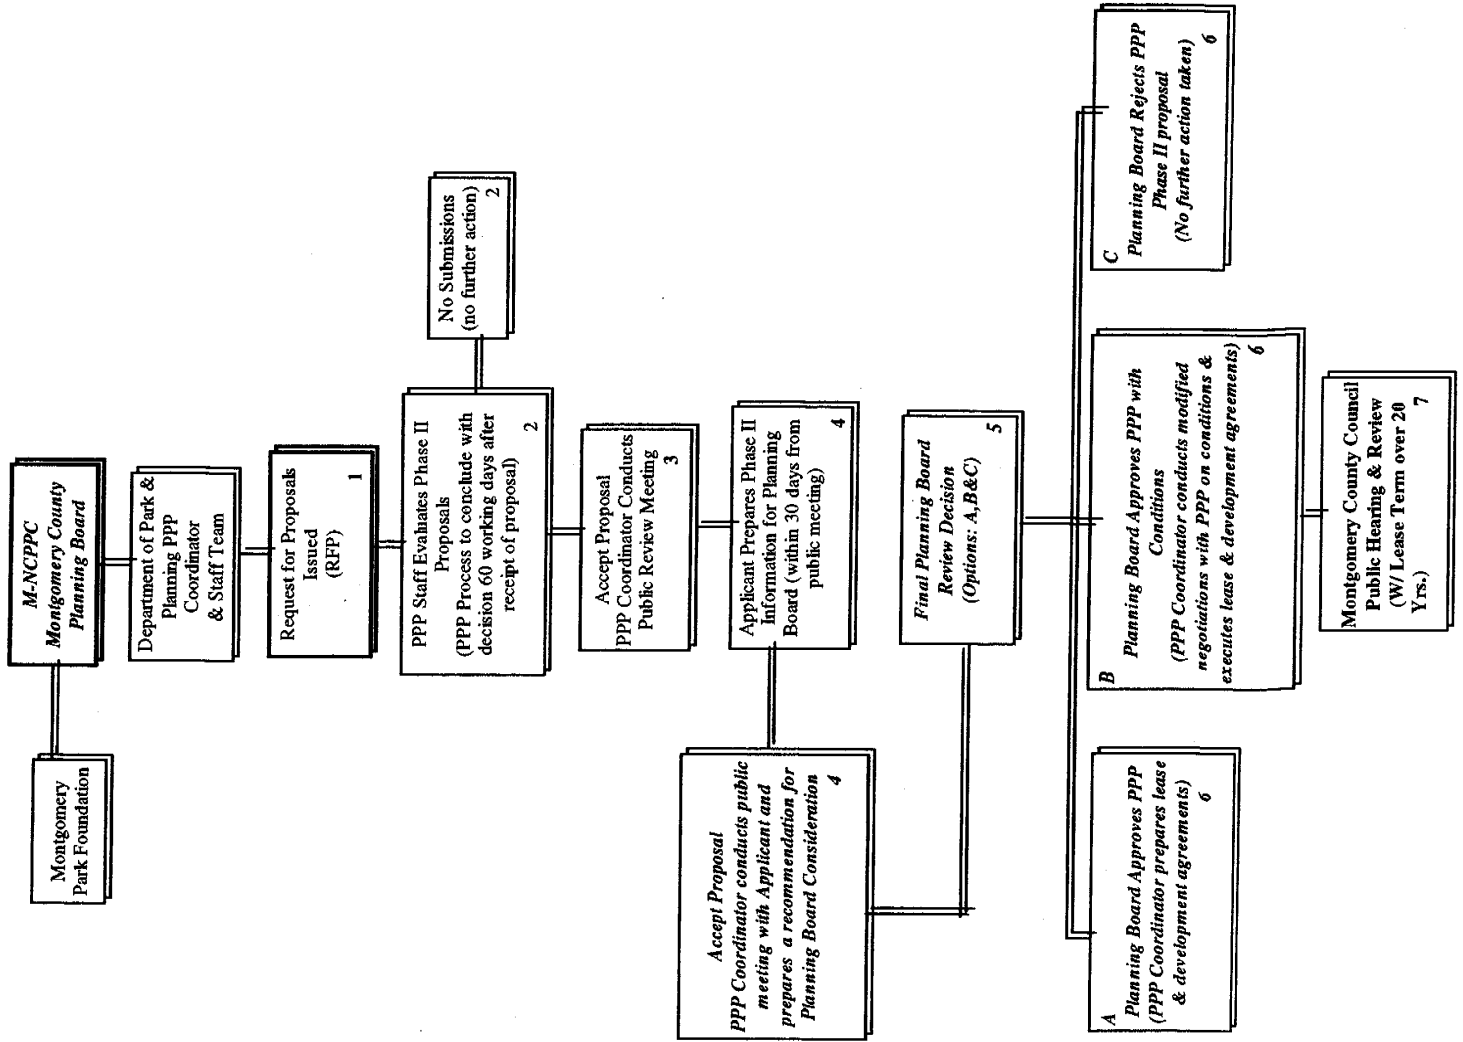 M-NCPPC
Montgomery County
Planning Board
Montgomery
Park Foundation
Department of Park &
Planning PPP
Coordinator
& Staff Team
Request for Proposals
Issued
(RFP)
1
PPP Staff Evaluates Phase II
Proposals
(PPP Process to conclude with
decision 60 working days after
receipt of proposal)
2
No Submissions
(no further action)
2
Accept Proposal
PPP Coordinator Conducts
Public Review Meeting
3
Applicant Prepares Phase II
Information for Planning
Board (within 30 days from
public meeting)
4
Accept Proposal
PPP Coordinator conducts public
meeting with Applicant and
prepares a recommendation for
Planning Board Consideration
4
Final Planning Board
Review Decision
(Options: A,B&C)
5
A
Planning Board Approves PPP
(PPP Coordinator prepares lease
& development agreements)
6
B
Planning Board Approves PPP with
Conditions
(PPP Coordinator conducts modified
negotiations with PPP on conditions &
executes lease & development agreements)
6
C
Planning Board Rejects PPP
Phase II proposal
(No further action taken)
6
Montgomery County Council
Public Hearing & Review
(W/ Lease Term over 20
Yrs.)
7